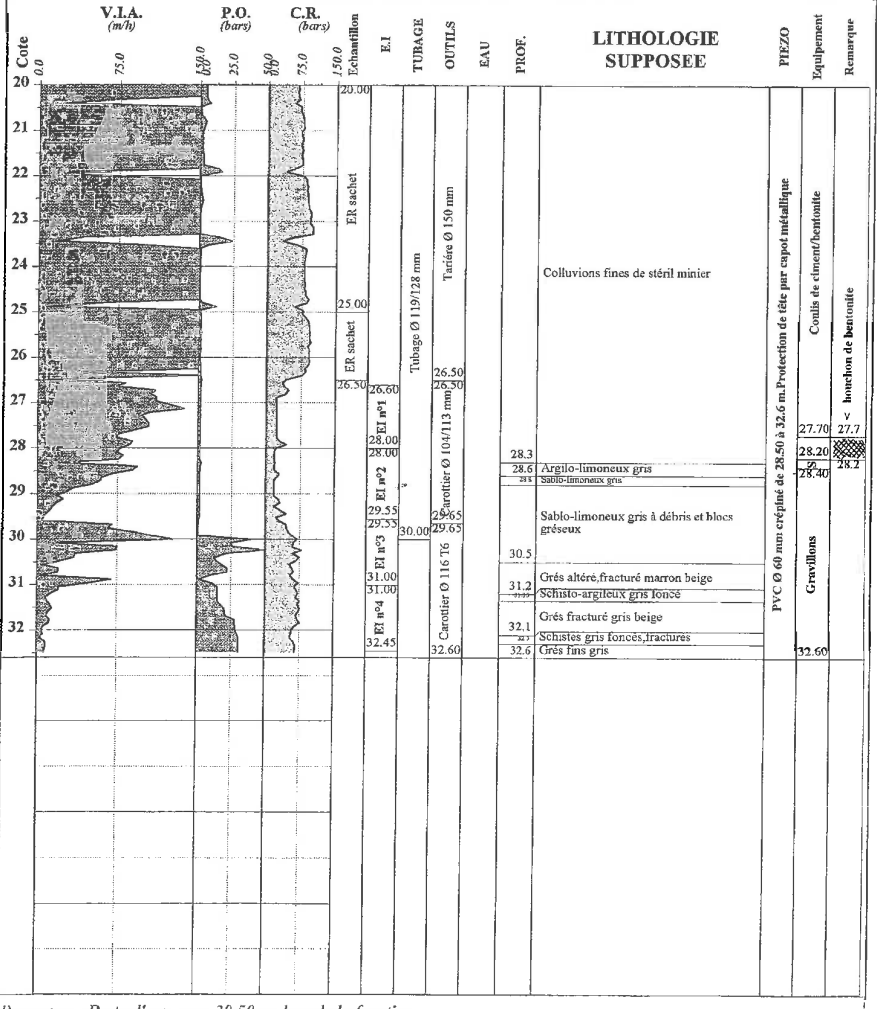 V.I.A. P.O. C.R.
(m/h) (bars) (bars)
Cote 0.0 75.0 150.0 0.0 25.0 50.0 0.0 75.0 150.0 Echantillon E.I TUBAGE OUTILS EAU PROF. LITHOLOGIE PIEZO Equipement Remarque
SUPPOSEE
20
20.00
21
22
23
24
25
26
27
28
29
30
31
32
ER sachet
25.00
ER sachet
26.50
26.60
EI n°1
28.00
28.00
EI n°2
29.55
29.55
EI n°3
31.00
31.00
EI n°4
32.45
Tubage Ø 119/128 mm
30.00
Tariére Ø 150 mm
26.50
26.50
Carottier Ø 104/113 mm
29.65
29.65
Carottier Ø 116 T6
32.60
28.3
28.6
30.5
31.2
32.1
32.6
Colluvions fines de stéril minier
Argilo-limoneux gris
Sablo-limoneux gris
Sablo-limoneux gris à débris et blocs
gréseux
Grés altéré,fracturé marron beige
Schisto-argileux gris foncé
Grés fracturé gris beige
Schistes gris foncés,fracturés
Grés fins gris
PVC Ø 60 mm crépiné de 28.50 à 32.6 m.Protection de tête par capot métallique
Coulis de ciment/bentonite
27.70
28.20
S
28.40
Gravillons
32.60
bouchon de bentonite
v
27.7
28.2